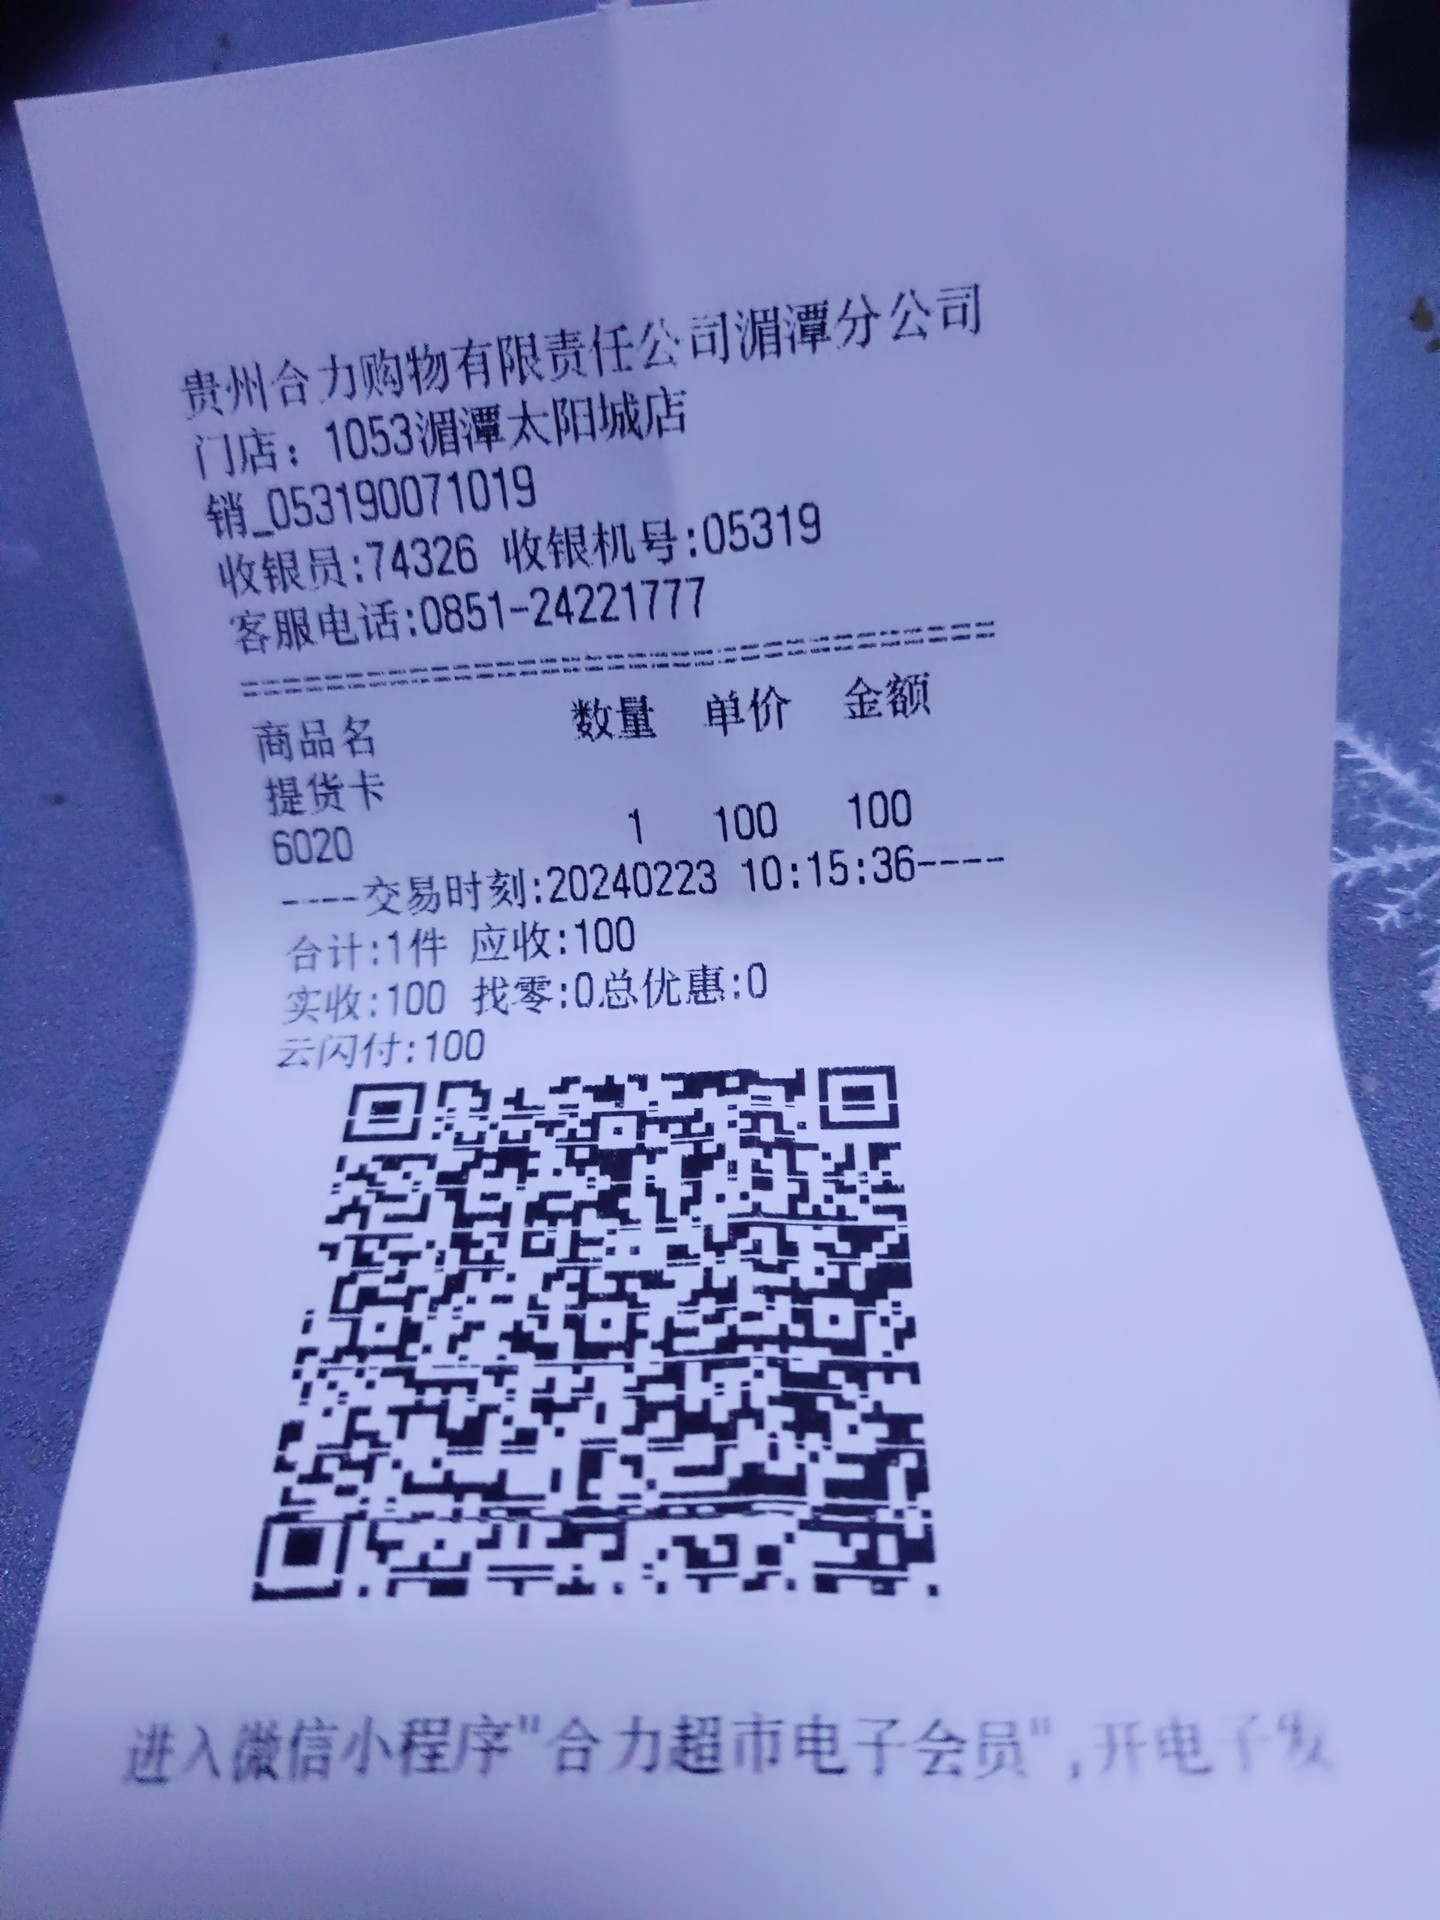 贵州合力购物有限责任公司湄潭分公司
门店：1053湄潭太阳城店
销_053190071019
收银员:74326 收银机号:05319
客服电话:0851-24221777
==================================
商品名 数量 单价 金额
提货卡
6020 1 100 100
----交易时刻:20240223 10:15:36----
合计:1件 应收:100
实收:100 找零:0总优惠:0
云闪付:100
进入微信小程序"合力超市电子会员",开电子发